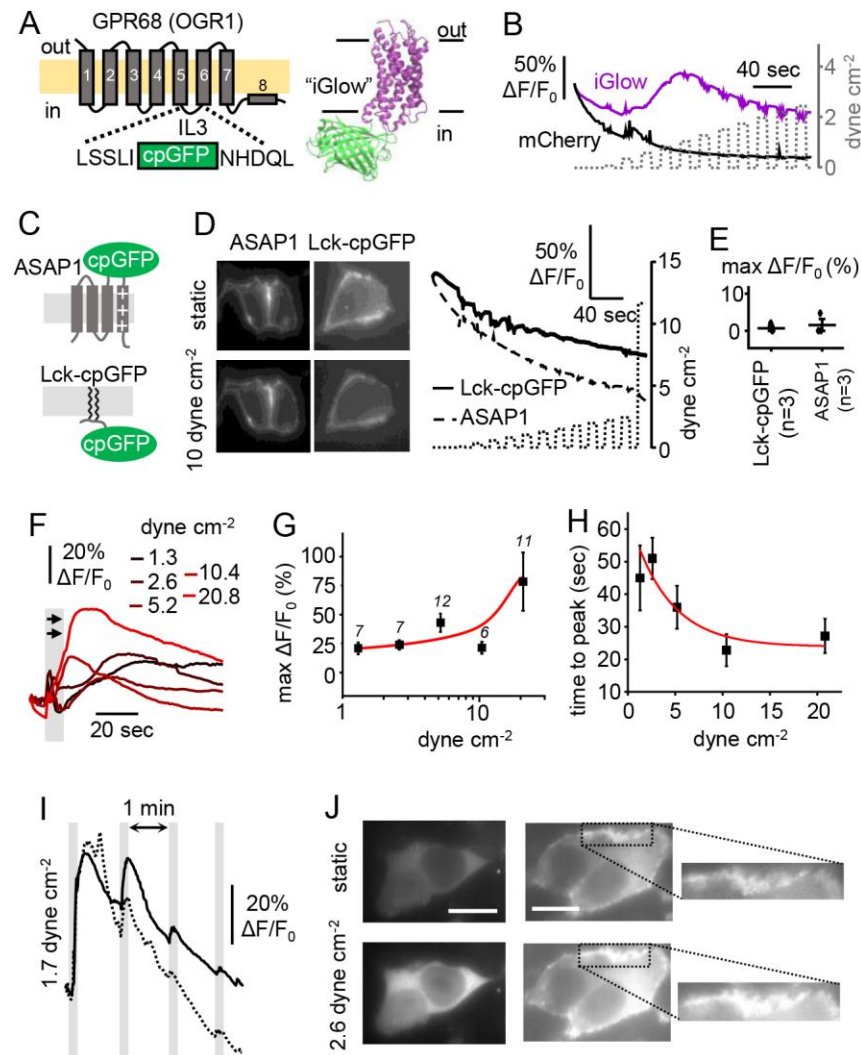 A
GPR68 (OGR1)
out
1 2 3 4 5 6 7 8
in
IL3
LSSLI cpGFP NHDQL
"iGlow"
out
in
B
50%
ΔF/F0
iGlow
40 sec
mCherry
4
2
0
dyne cm-2
C
ASAP1
cpGFP
+
+
+
Lck-cpGFP
cpGFP
D
ASAP1 Lck-cpGFP
static
10 dyne cm-2
50%
ΔF/F0
40 sec
Lck-cpGFP
ASAP1
15
10
5
0
dyne cm-2
E
max ΔF/F0 (%)
10
0
Lck-cpGFP
(n=3)
ASAP1
(n=3)
F
dyne cm-2
20%
ΔF/F0
1.3
2.6
5.2
10.4
20.8
20 sec
G
max ΔF/F0 (%)
100
75
50
25
0
7
7
12
6
11
1 10
dyne cm-2
H
time to peak (sec)
60
50
40
30
20
10
0 5 10 15 20
dyne cm-2
I
1 min
1.7 dyne cm-2
20%
ΔF/F0
J
static
2.6 dyne cm-2